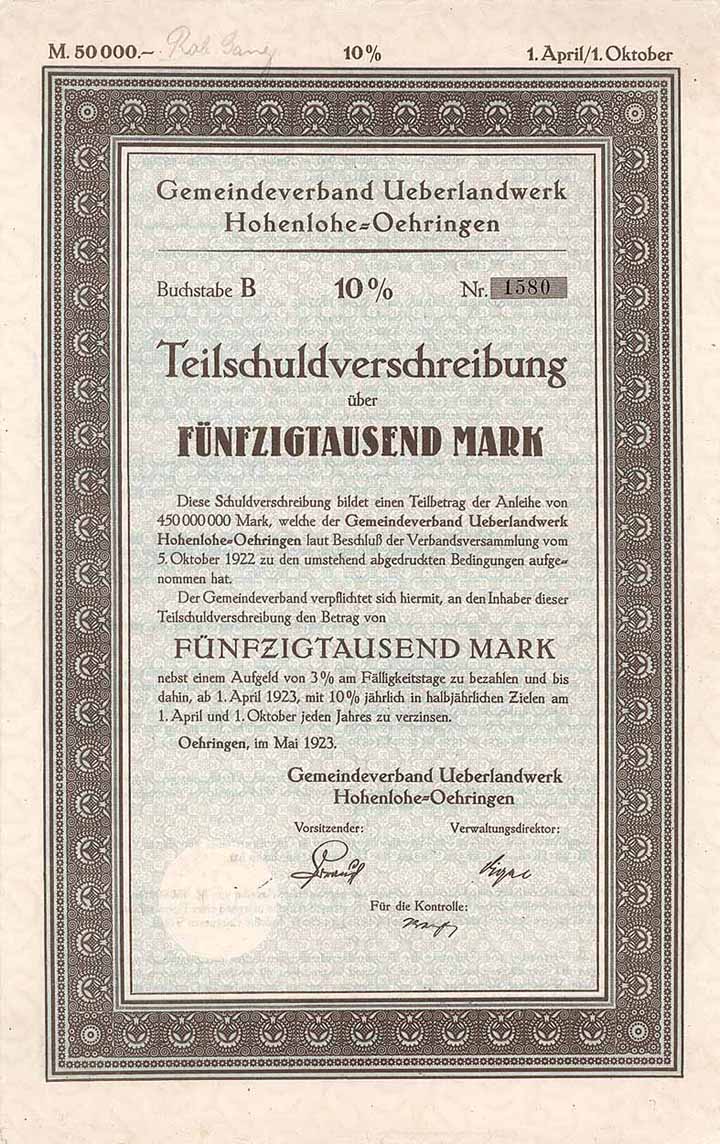 M. 50 000.– 10% 1. April/1. Oktober
Gemeindeverband Ueberlandwerk
Hohenlohe=Oehringen
Buchstabe B 10% Nr. 1580
Teilschuldverschreibung
über
FÜNFZIGTAUSEND MARK
Diese Schuldverschreibung bildet einen Teilbetrag der Anleihe von
450 000 000 Mark, welche der Gemeindeverband Ueberlandwerk
Hohenlohe=Oehringen laut Beschluß der Verbandsversammlung vom
5. Oktober 1922 zu den umstehend abgedruckten Bedingungen aufge=
nommen hat.
Der Gemeindeverband verpflichtet sich hiermit, an den Inhaber dieser
Teilschuldverschreibung den Betrag von
FÜNFZIGTAUSEND MARK
nebst einem Aufgeld von 3% am Fälligkeitstage zu bezahlen und bis
dahin, ab 1. April 1923, mit 10% jährlich in halbjährlichen Zielen am
1. April und 1. Oktober jeden Jahres zu verzinsen.
Oehringen, im Mai 1923.
Gemeindeverband Ueberlandwerk
Hohenlohe=Oehringen
Vorsitzender: Verwaltungsdirektor:
Für die Kontrolle: